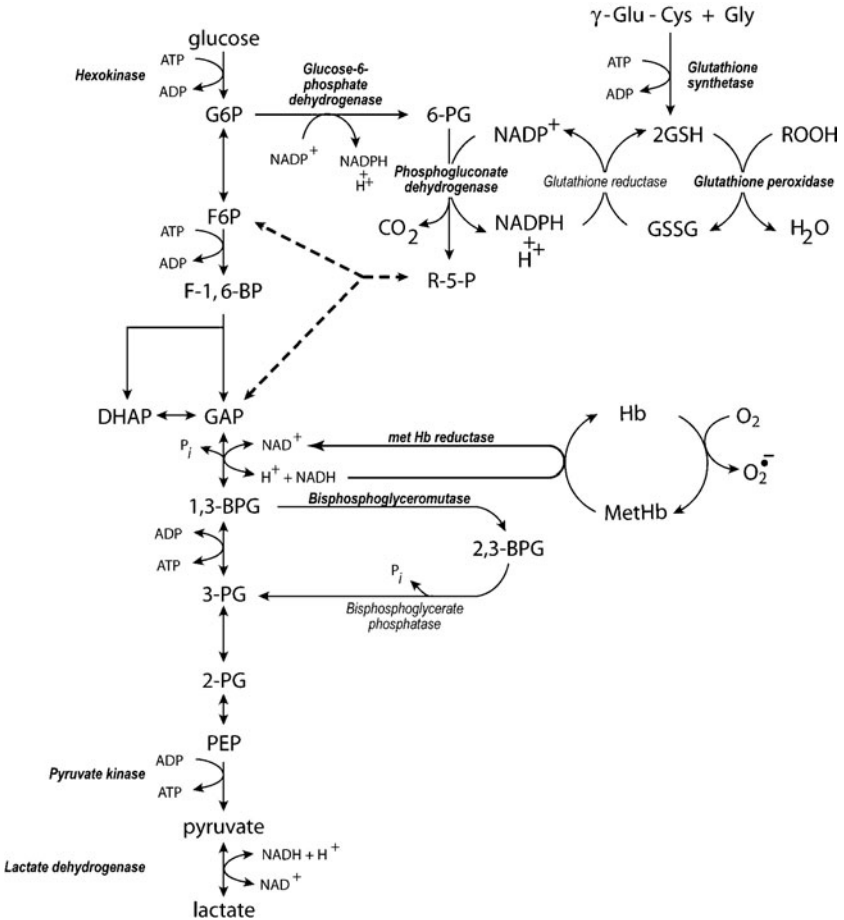 γ-Glu - Cys + Gly
glucose
ATP
Hexokinase
ADP
Glucose-6-
phosphate
dehydrogenase
ATP
Glutathione
synthetase
ADP
G6P
6-PG
NADP+
2GSH
ROOH
NADP+
NADPH
+
H+
Phosphogluconate
dehydrogenase
Glutathione reductase
Glutathione peroxidase
F6P
ATP
ADP
CO2
NADPH
+
H+
GSSG
H2O
F-1,6-BP
R-5-P
DHAP
GAP
Hb
O2
Pi
NAD+
met Hb reductase
H+ + NADH
O2•−
1,3-BPG
Bisphosphoglyceromutase
MetHb
ADP
ATP
2,3-BPG
Pi
3-PG
Bisphosphoglycerate
phosphatase
2-PG
PEP
ADP
Pyruvate kinase
ATP
pyruvate
NADH + H+
Lactate dehydrogenase
NAD+
lactate